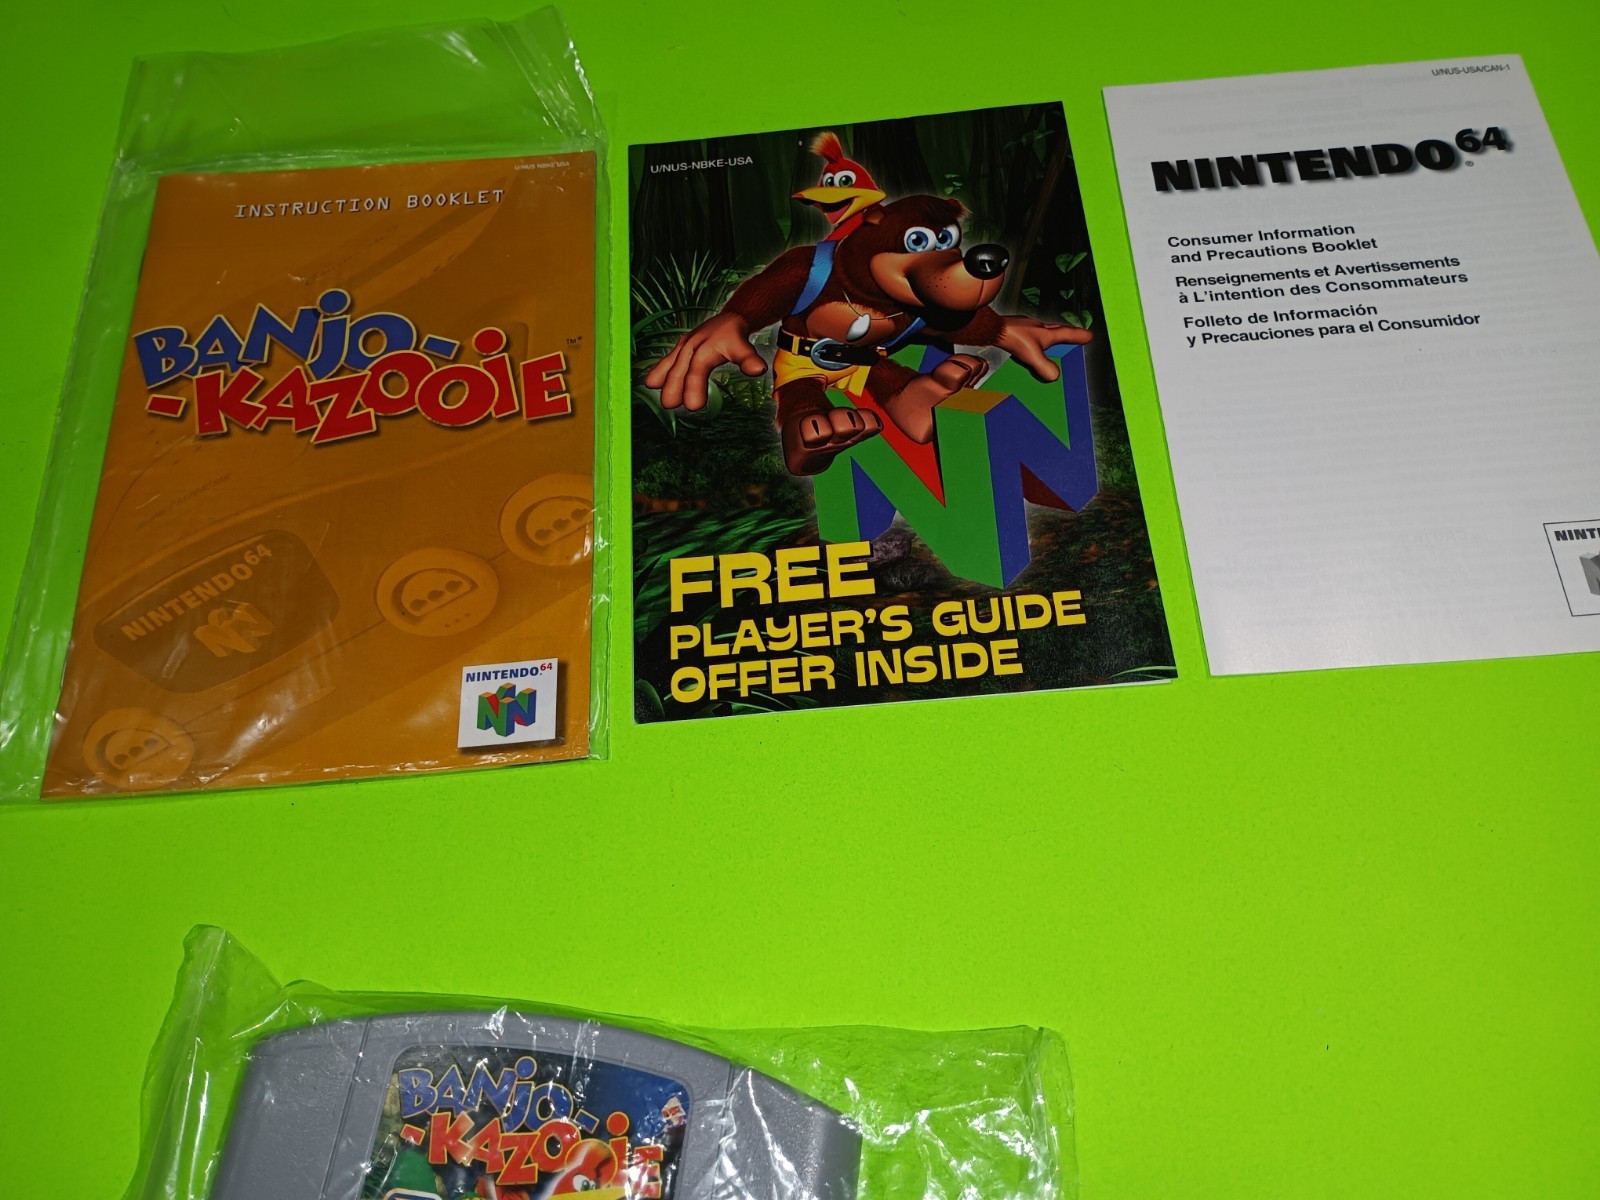 U/NUS NBKE-USA
INSTRUCTION BOOKLET
BANJO-
-KAZOOIE
TM
NINTENDO64
NINTENDO64
U/NUS-NBKE-USA
FREE
PLAYER'S GUIDE
OFFER INSIDE
U/NUS-USA/CAN-1
NINTENDO64
®
Consumer Information
and Precautions Booklet
Renseignements et Avertissements
à L'intention des Consommateurs
Folleto de Información
y Precauciones para el Consumidor
BANJO-
-KAZOOIE